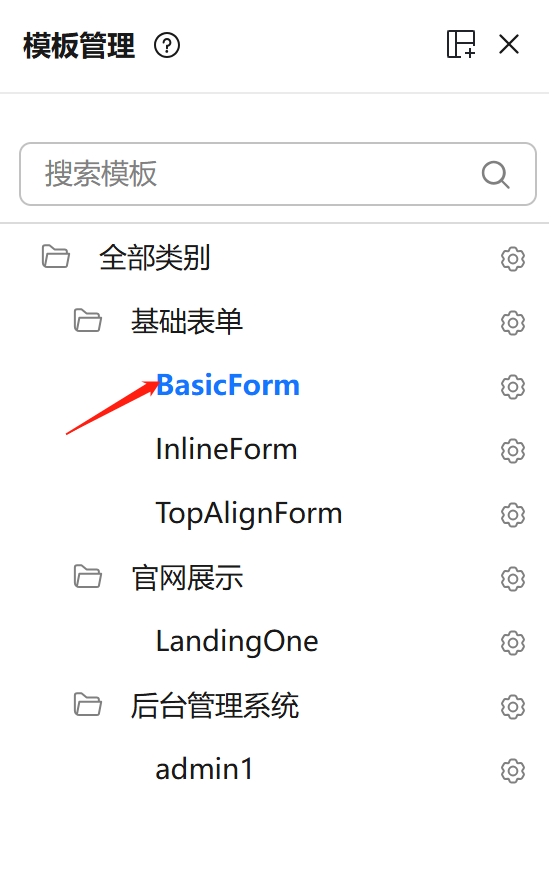 模板管理
搜索模板
全部类别
基础表单
BasicForm
InlineForm
TopAlignForm
官网展示
LandingOne
后台管理系统
admin1